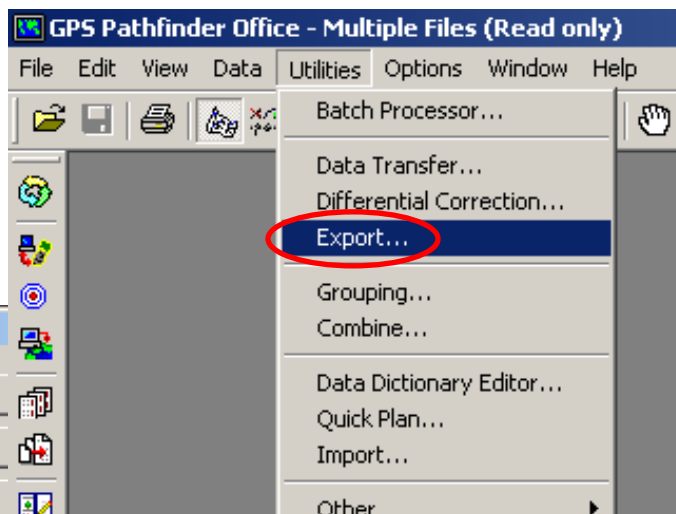 GPS Pathfinder Office - Multiple Files (Read only)
File Edit View Data Utilities Options Window Help
Batch Processor...
Data Transfer...
Differential Correction...
Export...
Grouping...
Combine...
Data Dictionary Editor...
Quick Plan...
Import...
Other